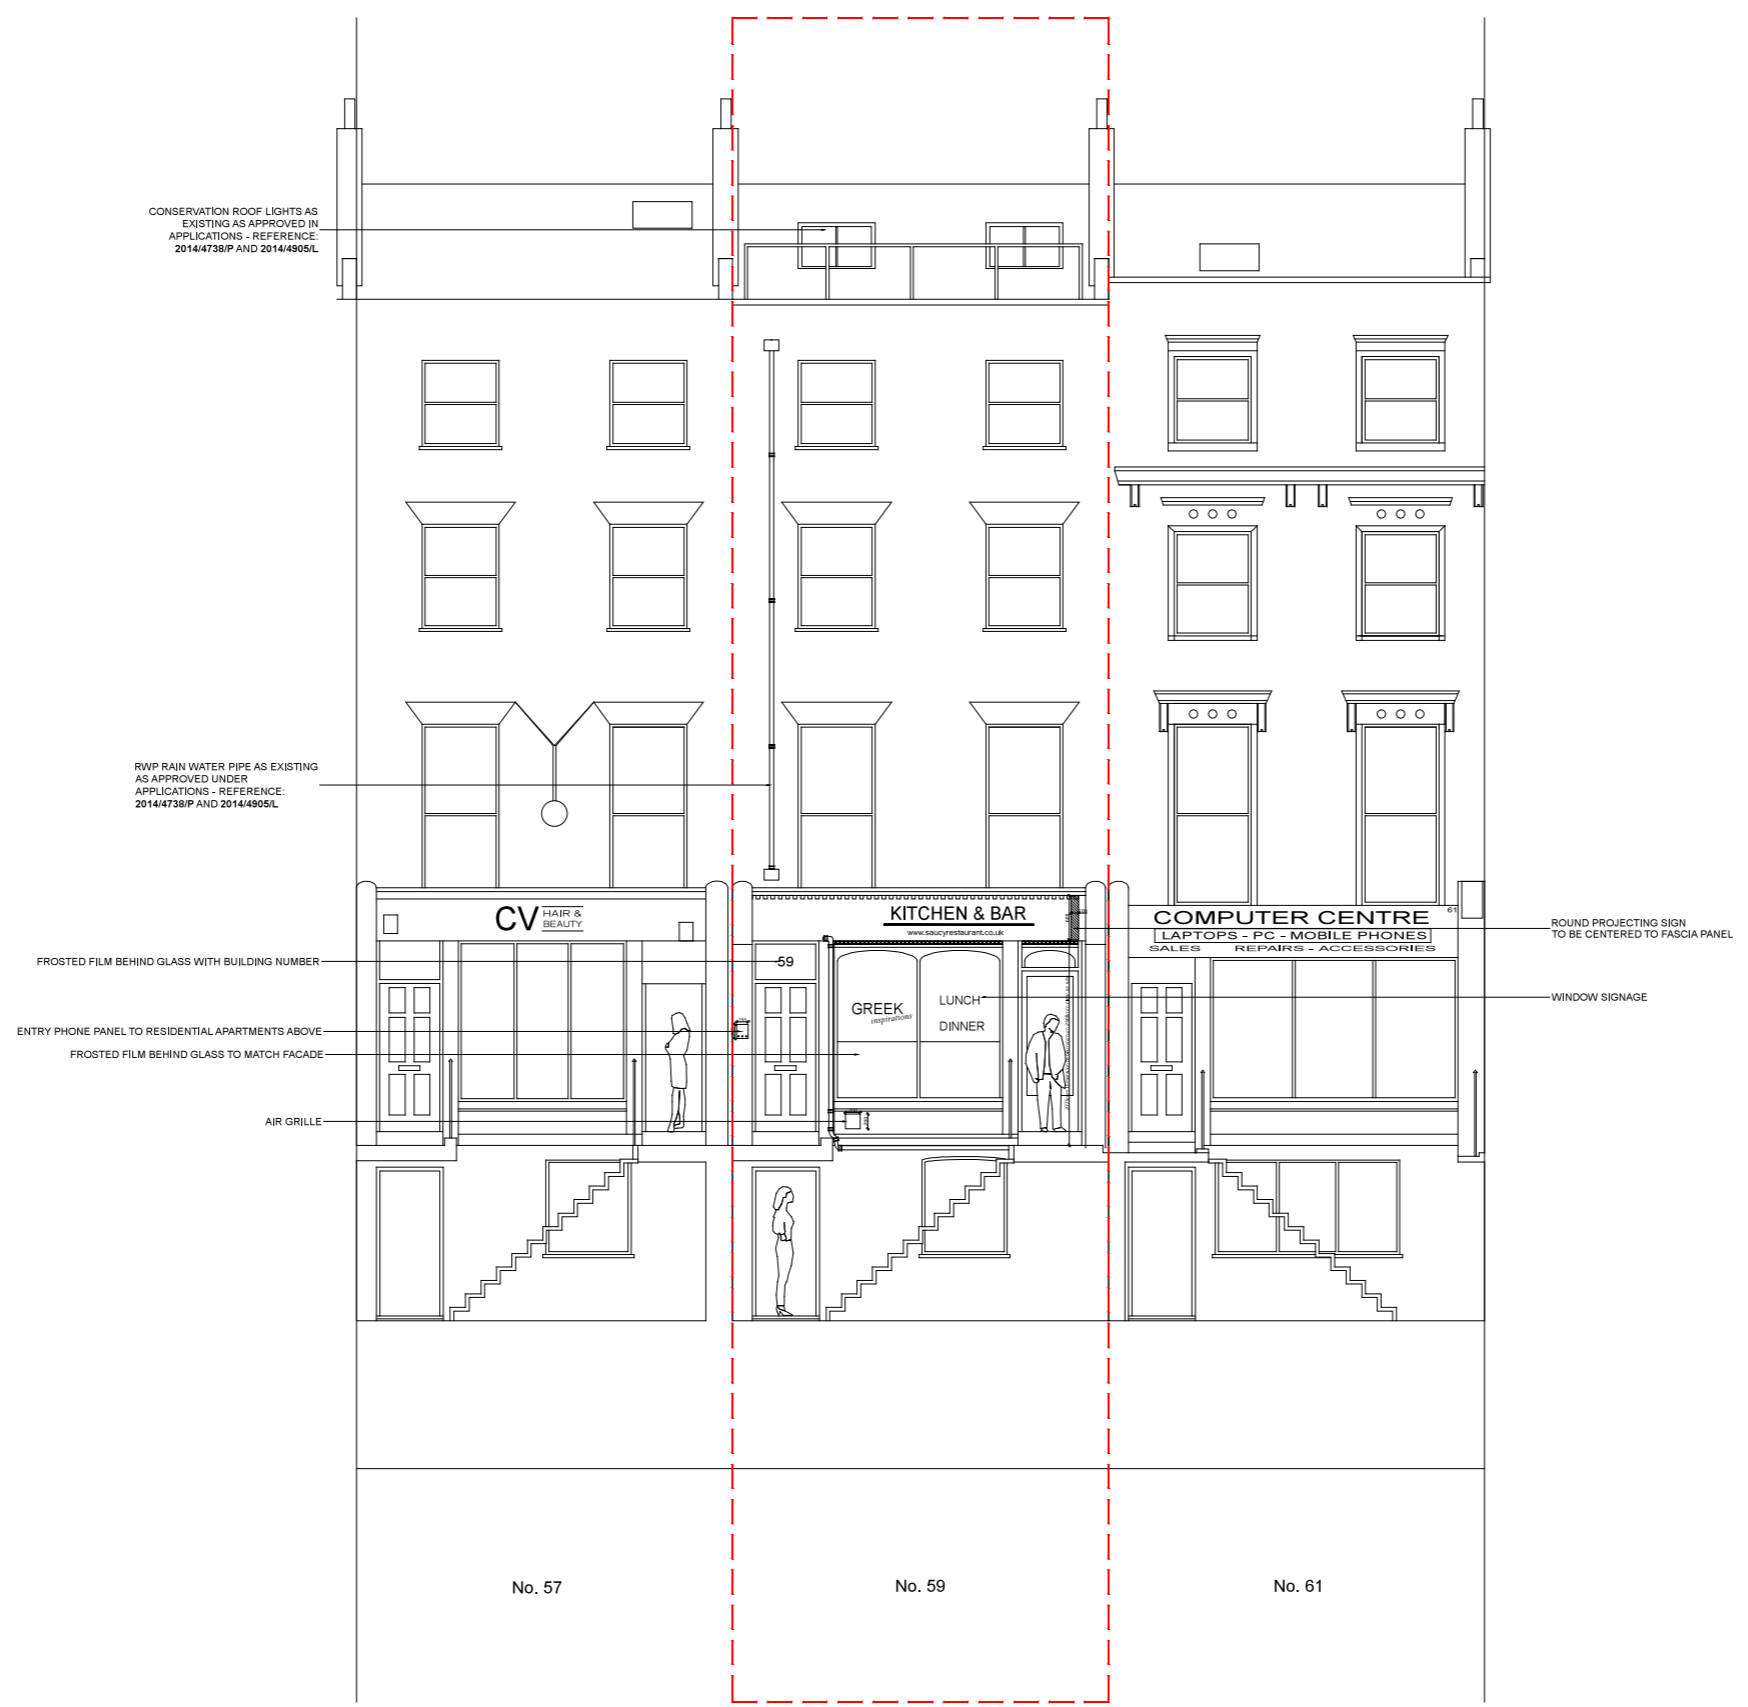 CONSERVATION ROOF LIGHTS AS
EXISTING AS APPROVED IN
APPLICATIONS - REFERENCE:
2014/4738/P AND 2014/4905/L
RWP RAIN WATER PIPE AS EXISTING
AS APPROVED UNDER
APPLICATIONS - REFERENCE:
2014/4738/P AND 2014/4905/L
CV
HAIR &
BEAUTY
KITCHEN & BAR
www.saucyrestaurant.co.uk
61
COMPUTER CENTRE
LAPTOPS - PC - MOBILE PHONES
SALES REPAIRS - ACCESSORIES
ROUND PROJECTING SIGN
TO BE CENTERED TO FASCIA PANEL
FROSTED FILM BEHIND GLASS WITH BUILDING NUMBER
59
GREEK
inspirations
LUNCH
DINNER
WINDOW SIGNAGE
ENTRY PHONE PANEL TO RESIDENTIAL APARTMENTS ABOVE
FROSTED FILM BEHIND GLASS TO MATCH FACADE
AIR GRILLE
No. 57
No. 59
No. 61